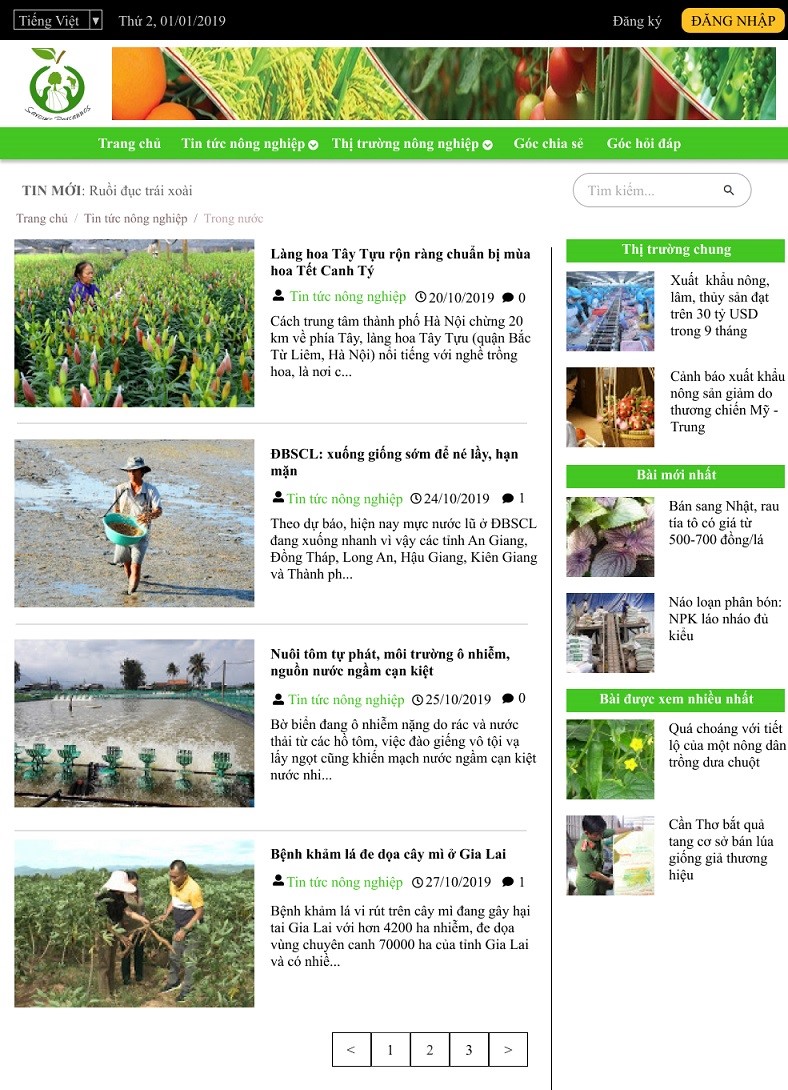 Tiếng Việt ▼ Thứ 2, 01/01/2019 Đăng ký ĐĂNG NHẬP
Trang chủ Tin tức nông nghiệp Thị trường nông nghiệp Góc chia sẻ Góc hỏi đáp
TIN MỚI: Ruồi đục trái xoài
Tìm kiếm...
Trang chủ / Tin tức nông nghiệp / Trong nước
Làng hoa Tây Tựu rộn ràng chuẩn bị mùa
hoa Tết Canh Tý
Tin tức nông nghiệp 20/10/2019 0
Cách trung tâm thành phố Hà Nội chừng 20
km về phía Tây, làng hoa Tây Tựu (quận Bắc
Từ Liêm, Hà Nội) nổi tiếng với nghề trồng
hoa, là nơi c...
ĐBSCL: xuống giống sớm để né lầy, hạn
mặn
Tin tức nông nghiệp 24/10/2019 1
Theo dự báo, hiện nay mực nước lũ ở ĐBSCL
đang xuống nhanh vì vậy các tỉnh An Giang,
Đồng Tháp, Long An, Hậu Giang, Kiên Giang
và Thành ph...
Nuôi tôm tự phát, môi trường ô nhiễm,
nguồn nước ngầm cạn kiệt
Tin tức nông nghiệp 25/10/2019 0
Bờ biển đang ô nhiễm nặng do rác và nước
thải từ các hồ tôm, việc đào giếng vô tội vạ
lấy ngọt cũng khiến mạch nước ngầm cạn kiệt
nước nhi...
Bệnh khảm lá đe dọa cây mì ở Gia Lai
Tin tức nông nghiệp 27/10/2019 1
Bệnh khảm lá vi rút trên cây mì đang gây hại
tai Gia Lai với hơn 4200 ha nhiễm, đe dọa
vùng chuyên canh 70000 ha của tỉnh Gia Lai
và có nhiề...
< 1 2 3 >
Thị trường chung
Xuất khẩu nông,
lâm, thủy sản đạt
trên 30 tỷ USD
trong 9 tháng
Cảnh báo xuất khẩu
nông sản giảm do
thương chiến Mỹ -
Trung
Bài mới nhất
Bán sang Nhật, rau
tía tô có giá từ
500-700 đồng/lá
Náo loạn phân bón:
NPK láo nháo đủ
kiểu
Bài được xem nhiều nhất
Quá choáng với tiết
lộ của một nông dân
trồng dưa chuột
Cần Thơ bắt quả
tang cơ sở bán lúa
giống giả thương
hiệu